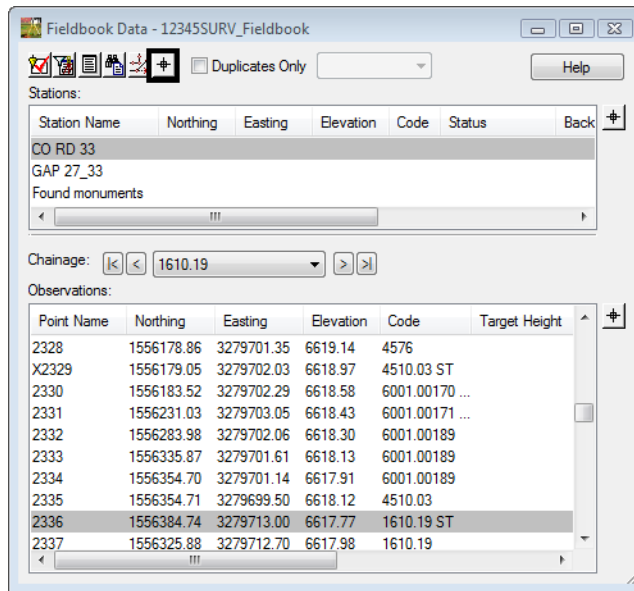 Fieldbook Data - 12345SURV_Fieldbook
Duplicates Only Help
Stations:
Station Name Northing Easting Elevation Code Status Back
CO RD 33
GAP 27_33
Found monuments
Chainage: 1610.19
Observations:
Point Name Northing Easting Elevation Code Target Height
2328 1556178.86 3279701.35 6619.14 4576
X2329 1556179.05 3279702.03 6618.97 4510.03 ST
2330 1556183.52 3279702.29 6618.58 6001.00170 ...
2331 1556231.03 3279703.05 6618.43 6001.00171 ...
2332 1556283.98 3279702.06 6618.30 6001.00189
2333 1556335.87 3279701.61 6618.13 6001.00189
2334 1556354.70 3279701.14 6617.91 6001.00189
2335 1556354.71 3279699.50 6618.12 4510.03
2336 1556384.74 3279713.00 6617.77 1610.19 ST
2337 1556325.88 3279712.70 6617.98 1610.19